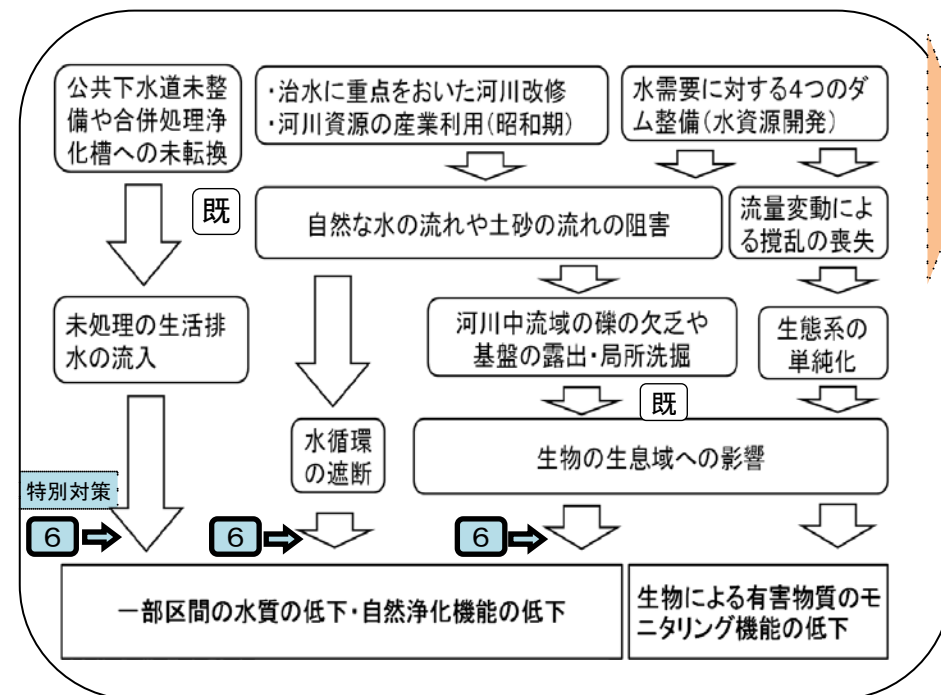 公共下水道未整
備や合併処理浄
化槽への未転換
・治水に重点をおいた河川改修
・河川資源の産業利用(昭和期)
水需要に対する4つのダ
ム整備(水資源開発)
既
自然な水の流れや土砂の流れの阻害
流量変動によ
る撹乱の喪失
未処理の生活排
水の流入
河川中流域の礫の欠乏や
基盤の露出・局所洗掘
生態系の
単純化
既
水循環
の遮断
生物の生息域への影響
特別対策
6
6
6
一部区間の水質の低下・自然浄化機能の低下
生物による有害物質のモ
ニタリング機能の低下